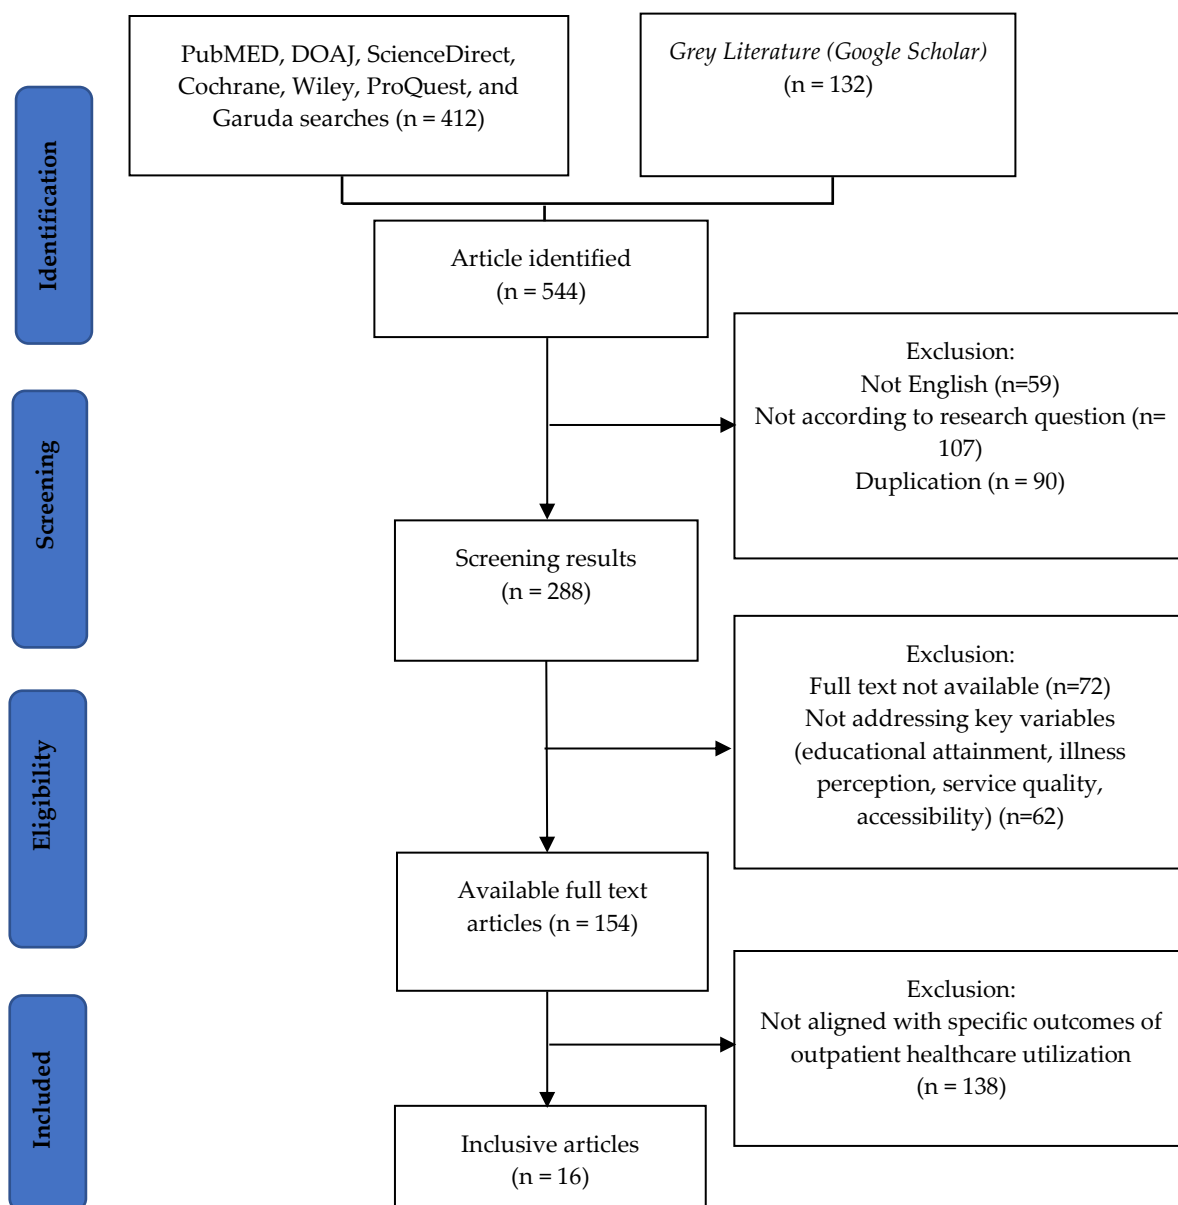 PubMED, DOAJ, ScienceDirect,
Cochrane, Wiley, ProQuest, and
Garuda searches (n = 412)
Grey Literature (Google Scholar)
(n = 132)
Identification
Article identified
(n = 544)
Exclusion:
Not English (n=59)
Not according to research question (n=
107)
Duplication (n = 90)
Screening
Screening results
(n = 288)
Exclusion:
Full text not available (n=72)
Not addressing key variables
(educational attainment, illness
perception, service quality,
accessibility) (n=62)
Eligibility
Available full text
articles (n = 154)
Exclusion:
Not aligned with specific outcomes of
outpatient healthcare utilization
(n = 138)
Included
Inclusive articles
(n = 16)